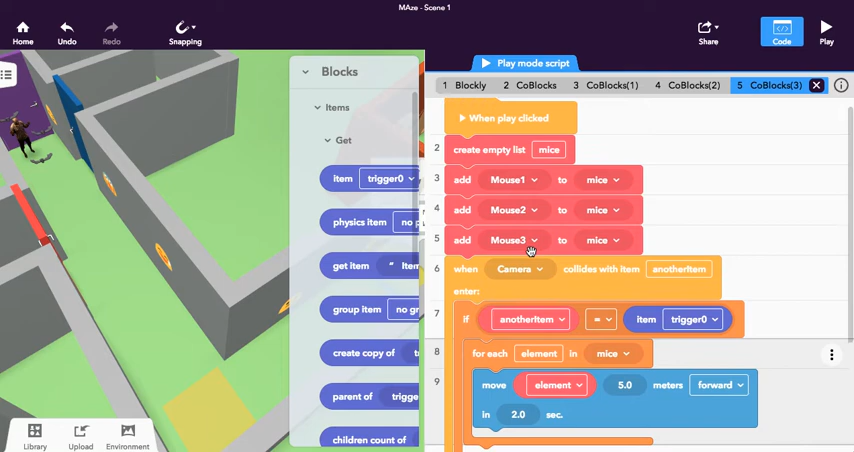 MAze - Scene 1
Home Undo Redo Snapping Share Code Play
Play mode script
1 Blockly 2 CoBlocks 3 CoBlocks(1) 4 CoBlocks(2) 5 CoBlocks(3)
Blocks
Items
Get
item trigger0
physics item no p
get item “ Item
group item no gr
create copy of t
parent of trigge
children count of
When play clicked
2 create empty list mice
3 add Mouse1 to mice
4 add Mouse2 to mice
5 add Mouse3 to mice
6 when Camera collides with item anotherItem
enter:
7 if anotherItem = item trigger0
8 for each element in mice
9 move element 5.0 meters forward
in 2.0 sec.
Library Upload Environment